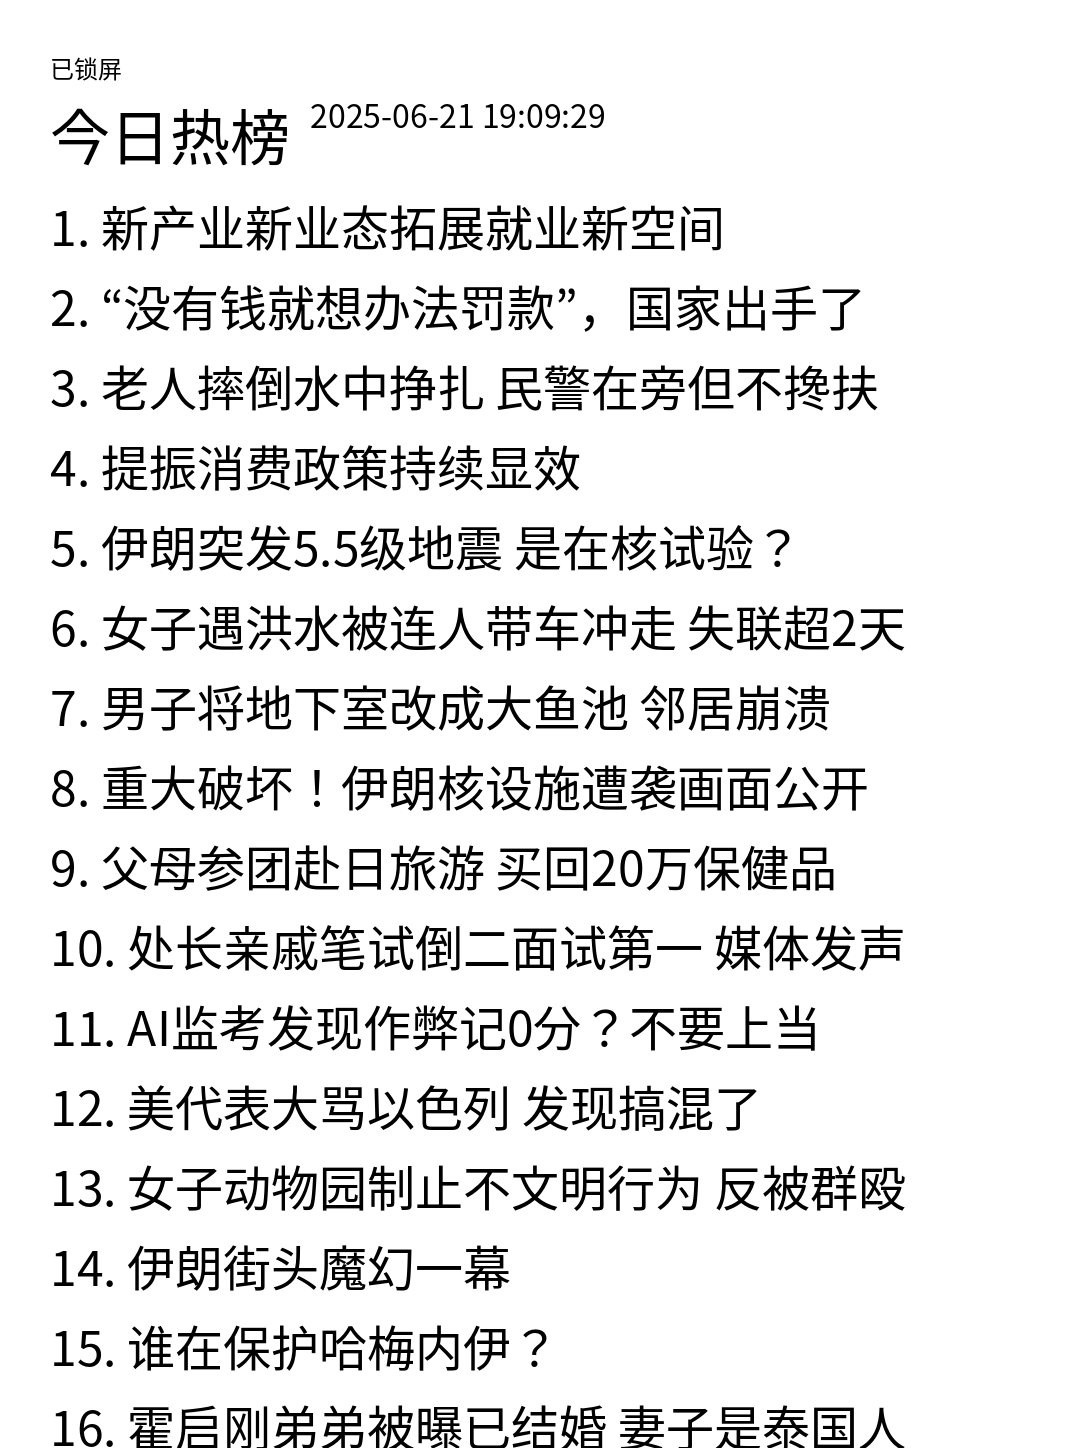 已锁屏
今日热榜 2025-06-21 19:09:29
1. 新产业新业态拓展就业新空间
2. “没有钱就想办法罚款”，国家出手了
3. 老人摔倒水中挣扎 民警在旁但不搀扶
4. 提振消费政策持续显效
5. 伊朗突发5.5级地震 是在核试验？
6. 女子遇洪水被连人带车冲走 失联超2天
7. 男子将地下室改成大鱼池 邻居崩溃
8. 重大破坏！伊朗核设施遭袭画面公开
9. 父母参团赴日旅游 买回20万保健品
10. 处长亲戚笔试倒二面试第一 媒体发声
11. AI监考发现作弊记0分？不要上当
12. 美代表大骂以色列 发现搞混了
13. 女子动物园制止不文明行为 反被群殴
14. 伊朗街头魔幻一幕
15. 谁在保护哈梅内伊？
16. 霍启刚弟弟被曝已结婚 妻子是泰国人